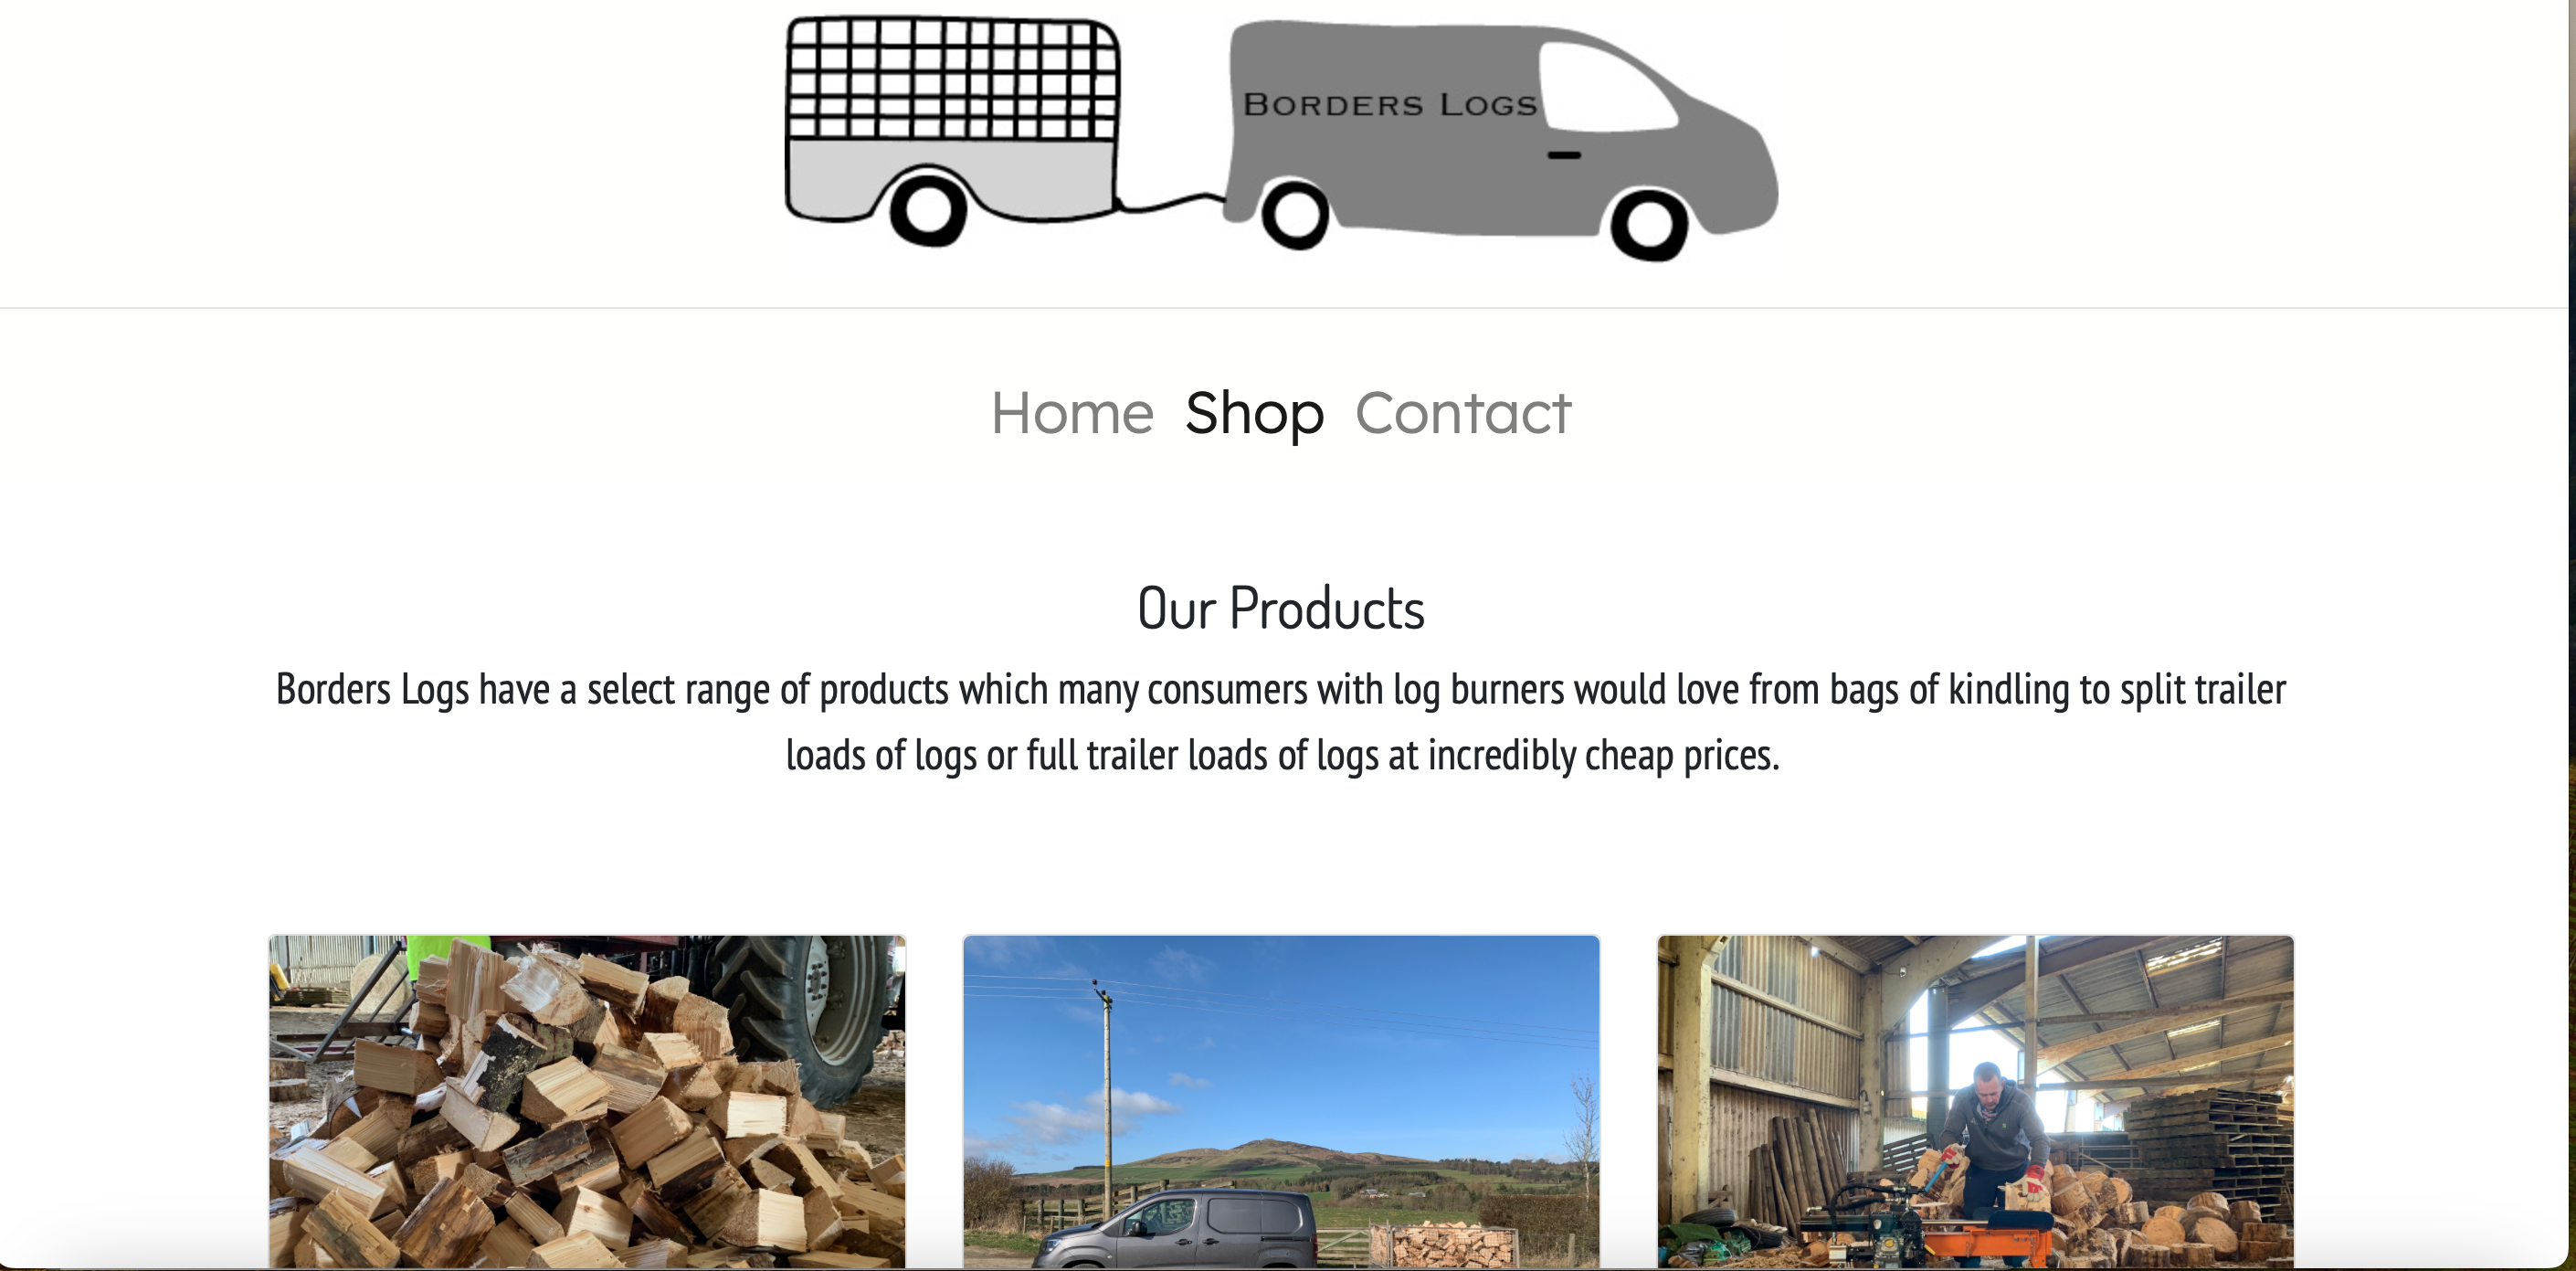 Borders Logs
Home Shop Contact
Our Products
Borders Logs have a select range of products which many consumers with log burners would love from bags of kindling to split trailer
loads of logs or full trailer loads of logs at incredibly cheap prices.